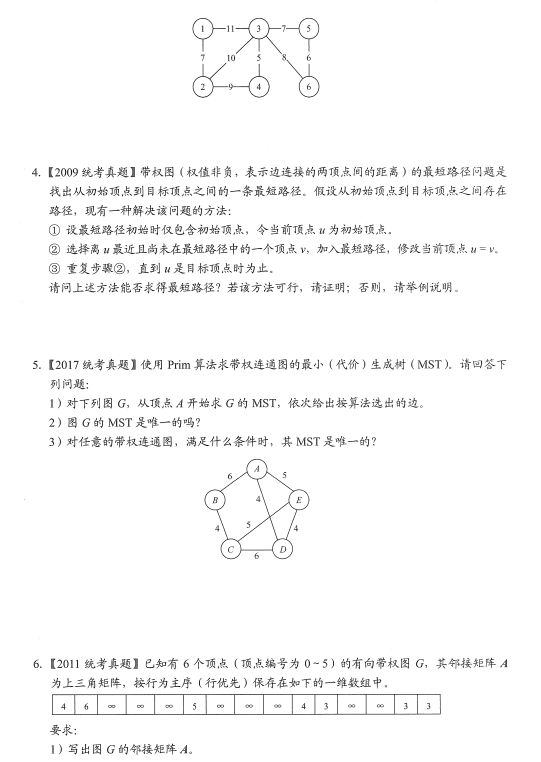 1 11 3 7 5
7 10 5 8 6
2 9 4 6
4.【2009 统考真题】带权图（权值非负，表示边连接的两顶点间的距离）的最短路径问题是
找出从初始顶点到目标顶点之间的一条最短路径。假设从初始顶点到目标顶点之间存在
路径，现有一种解决该问题的方法：
① 设最短路径初始时仅包含初始顶点，令当前顶点 u 为初始顶点。
② 选择离 u 最近且尚未在最短路径中的一个顶点 v，加入最短路径，修改当前顶点 u = v。
③ 重复步骤②，直到 u 是目标顶点时为止。
请问上述方法能否求得最短路径？若该方法可行，请证明；否则，请举例说明。
5.【2017 统考真题】使用 Prim 算法求带权连通图的最小（代价）生成树（MST）。请回答下
列问题：
1）对下列图 G，从顶点 A 开始求 G 的 MST，依次给出按算法选出的边。
2）图 G 的 MST 是唯一的吗？
3）对任意的带权连通图，满足什么条件时，其 MST 是唯一的？
A
6 5
B 4 E
4 5 4
C D
6
6.【2011 统考真题】已知有 6 个顶点（顶点编号为 0~5）的有向带权图 G，其邻接矩阵 A
为上三角矩阵，按行为主序（行优先）保存在如下的一维数组中。
4 6 ∞ ∞ ∞ 5 ∞ ∞ ∞ 4 3 ∞ ∞ 3 3
要求：
1）写出图 G 的邻接矩阵 A。